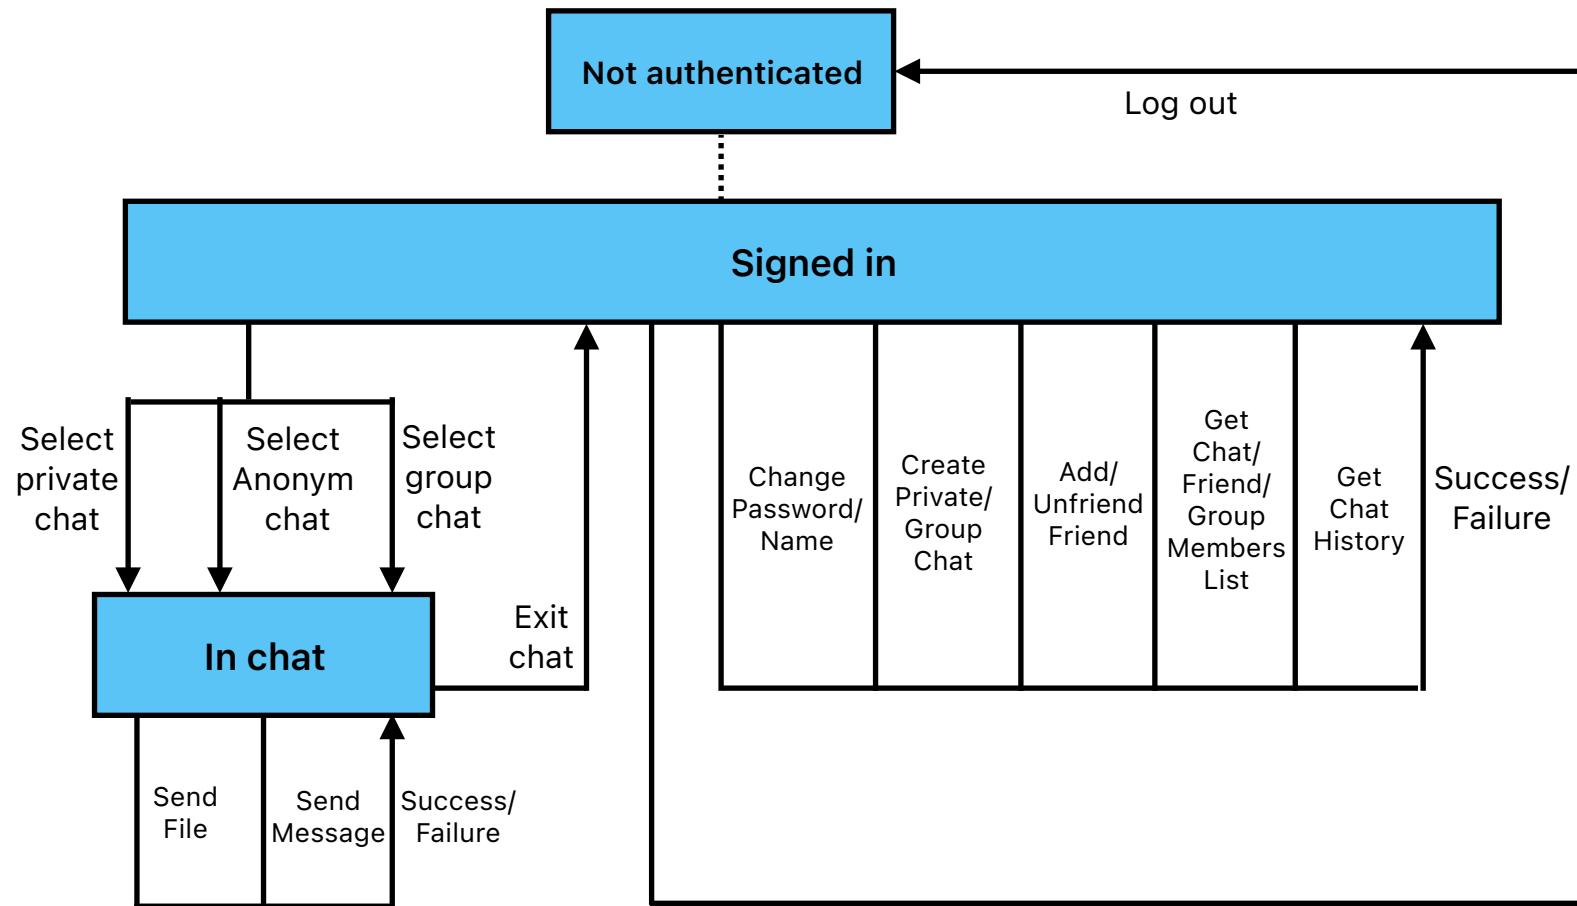 Not authenticated
Log out
Signed in
Select
private
chat
Select
Anonym
chat
Select
group
chat
Exit
chat
Change
Password/
Name
Create
Private/
Group
Chat
Add/
Unfriend
Friend
Get
Chat/
Friend/
Group
Members
List
Get
Chat
History
Success/
Failure
In chat
Send
File
Send
Message
Success/
Failure